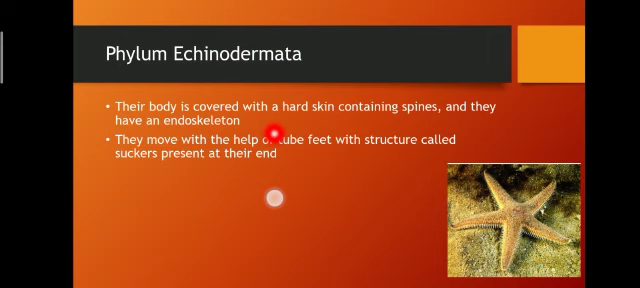 Phylum Echinodermata
• Their body is covered with a hard skin containing spines, and they
have an endoskeleton
• They move with the help of tube feet with structure called
suckers present at their end